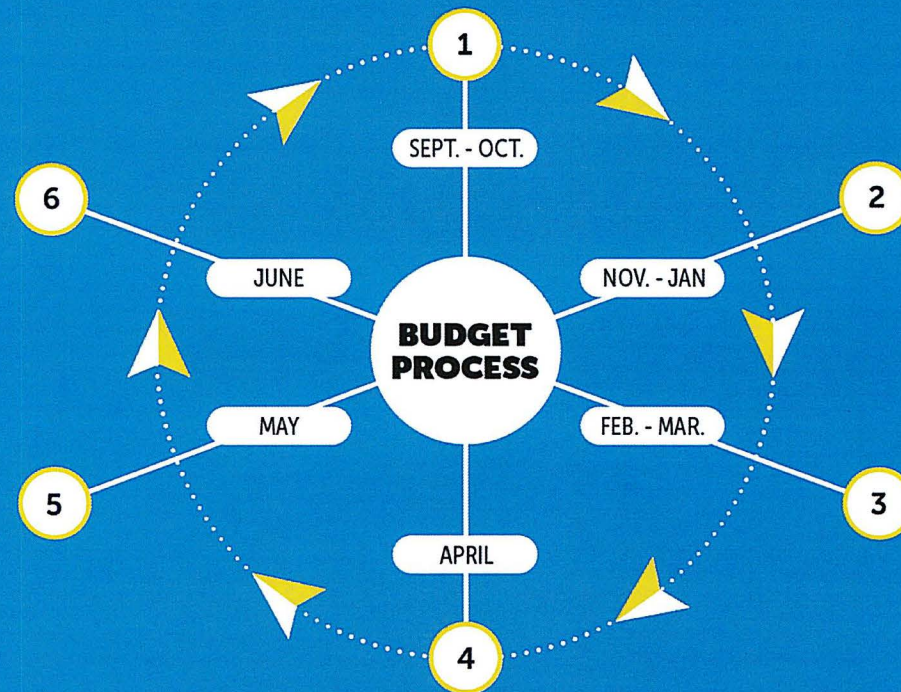 1
SEPT. - OCT.
6
2
JUNE
NOV. - JAN
BUDGET
PROCESS
MAY
FEB. - MAR.
5
3
APRIL
4